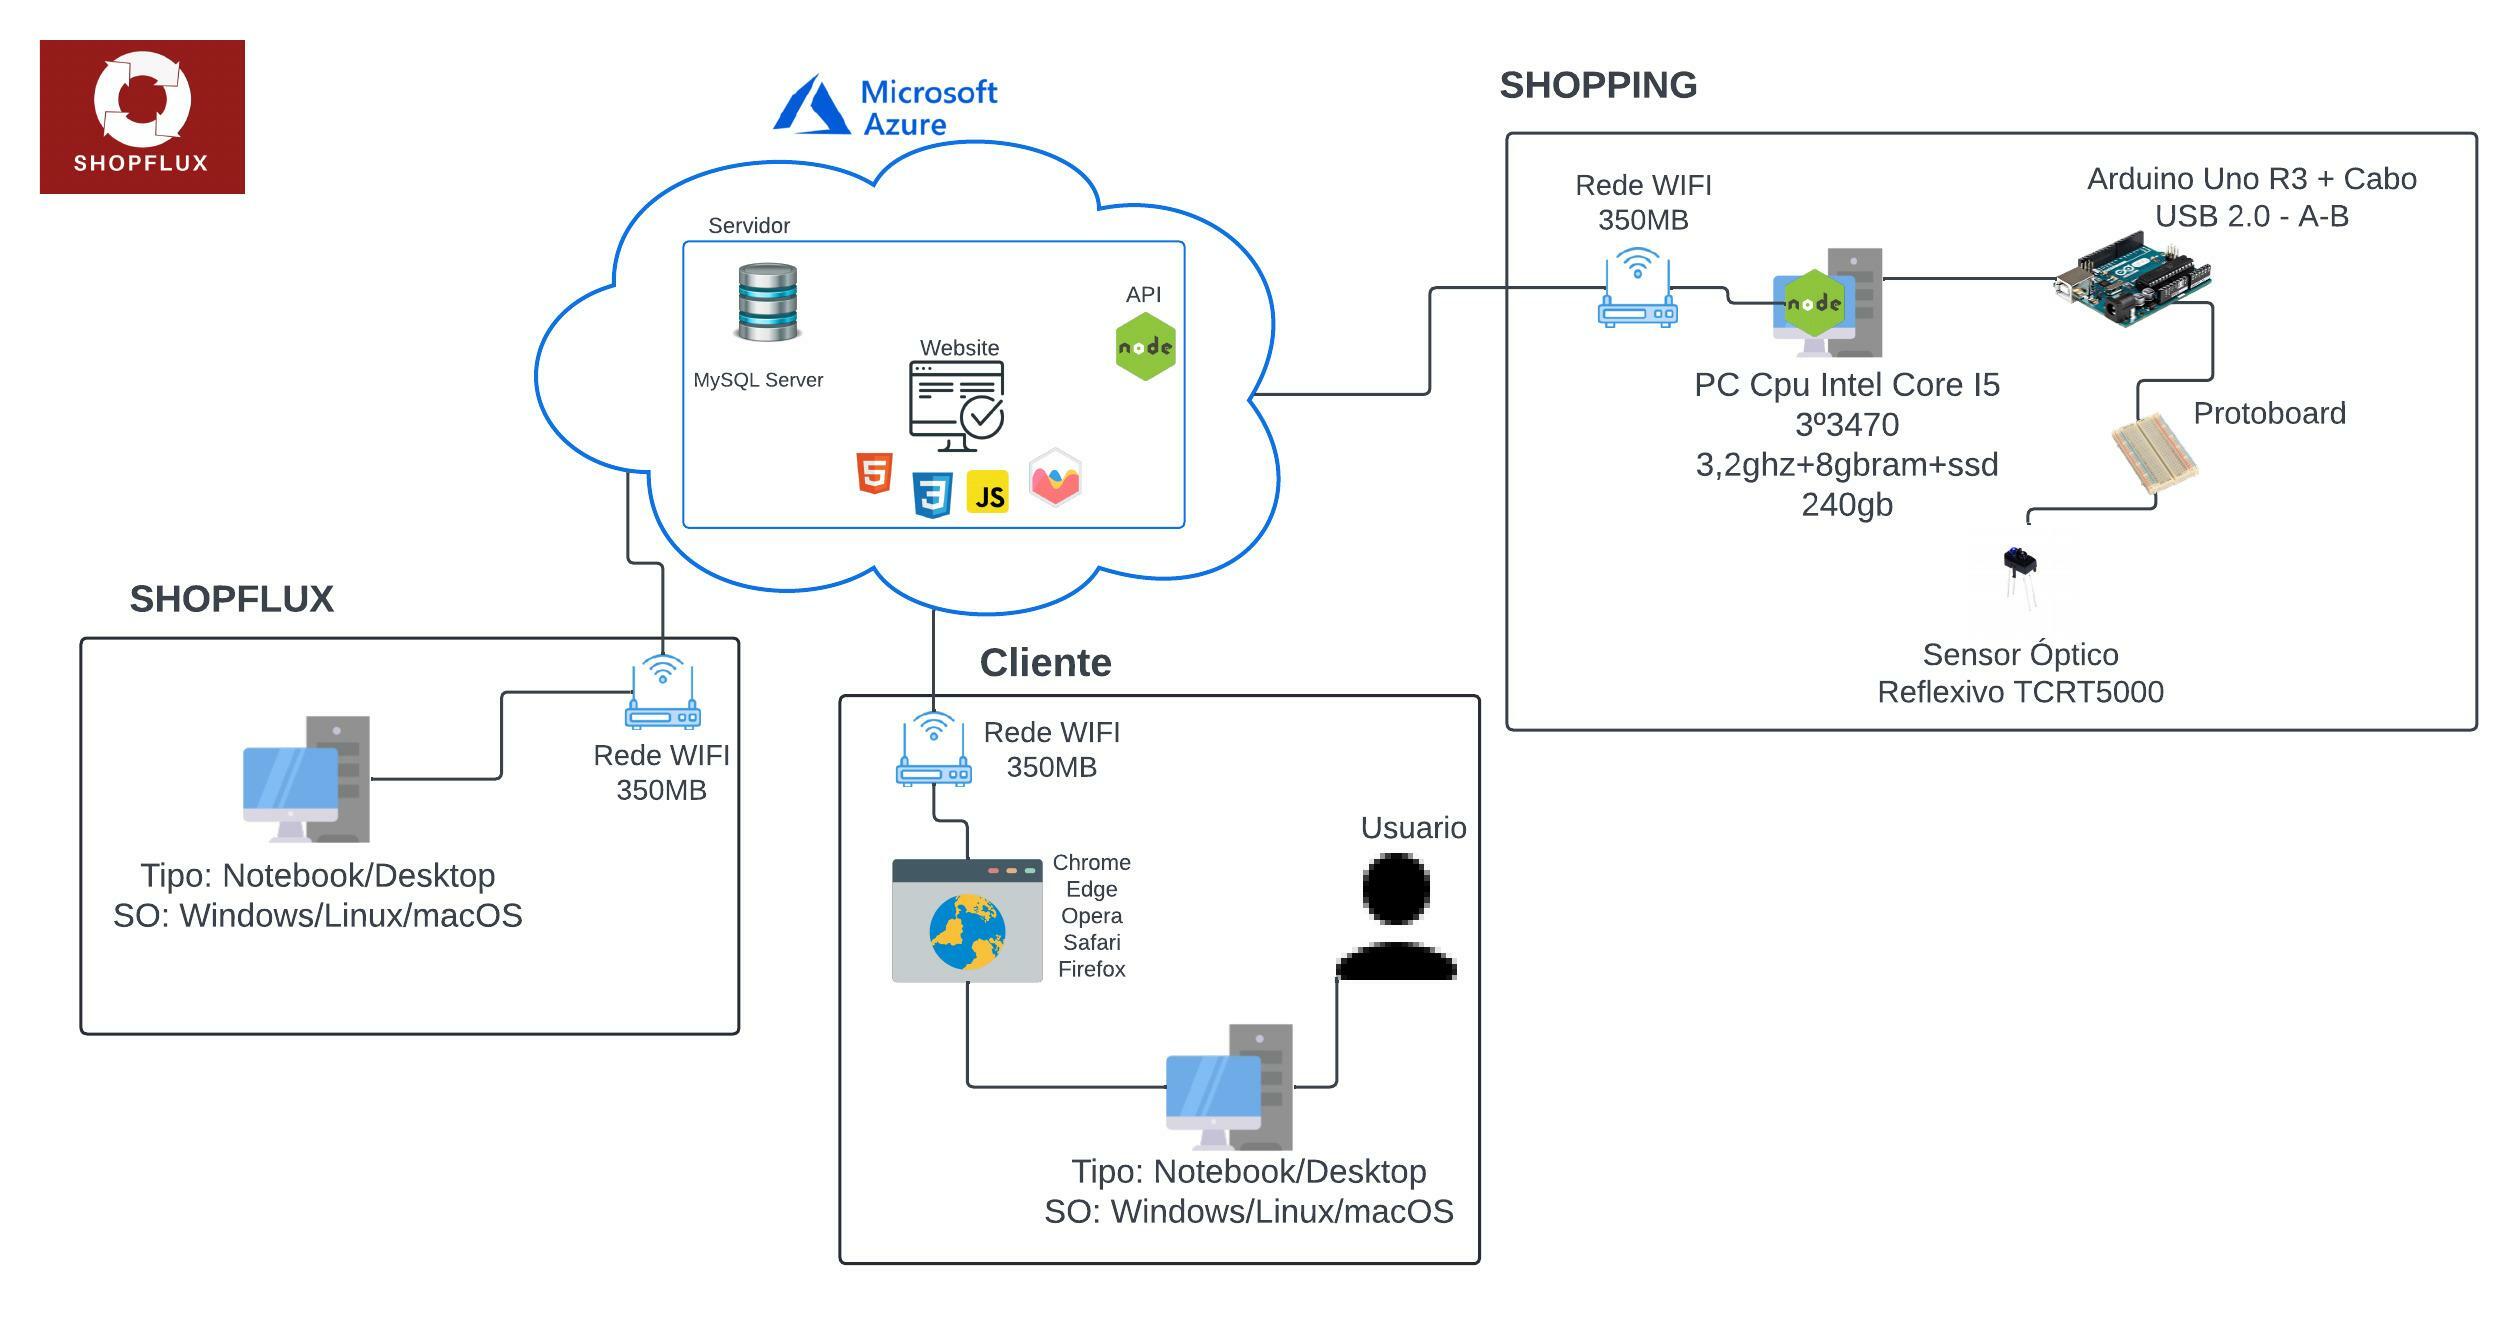 SHOPFLUX
Microsoft
Azure
Servidor
MySQL Server
Website
API
node
5
3
JS
SHOPPING
Rede WIFI
350MB
node
PC Cpu Intel Core I5
3º3470
3,2ghz+8gbram+ssd
240gb
Arduino Uno R3 + Cabo
USB 2.0 - A-B
Protoboard
Sensor Óptico
Reflexivo TCRT5000
SHOPFLUX
Rede WIFI
350MB
Tipo: Notebook/Desktop
SO: Windows/Linux/macOS
Cliente
Rede WIFI
350MB
Chrome
Edge
Opera
Safari
Firefox
Usuario
Tipo: Notebook/Desktop
SO: Windows/Linux/macOS